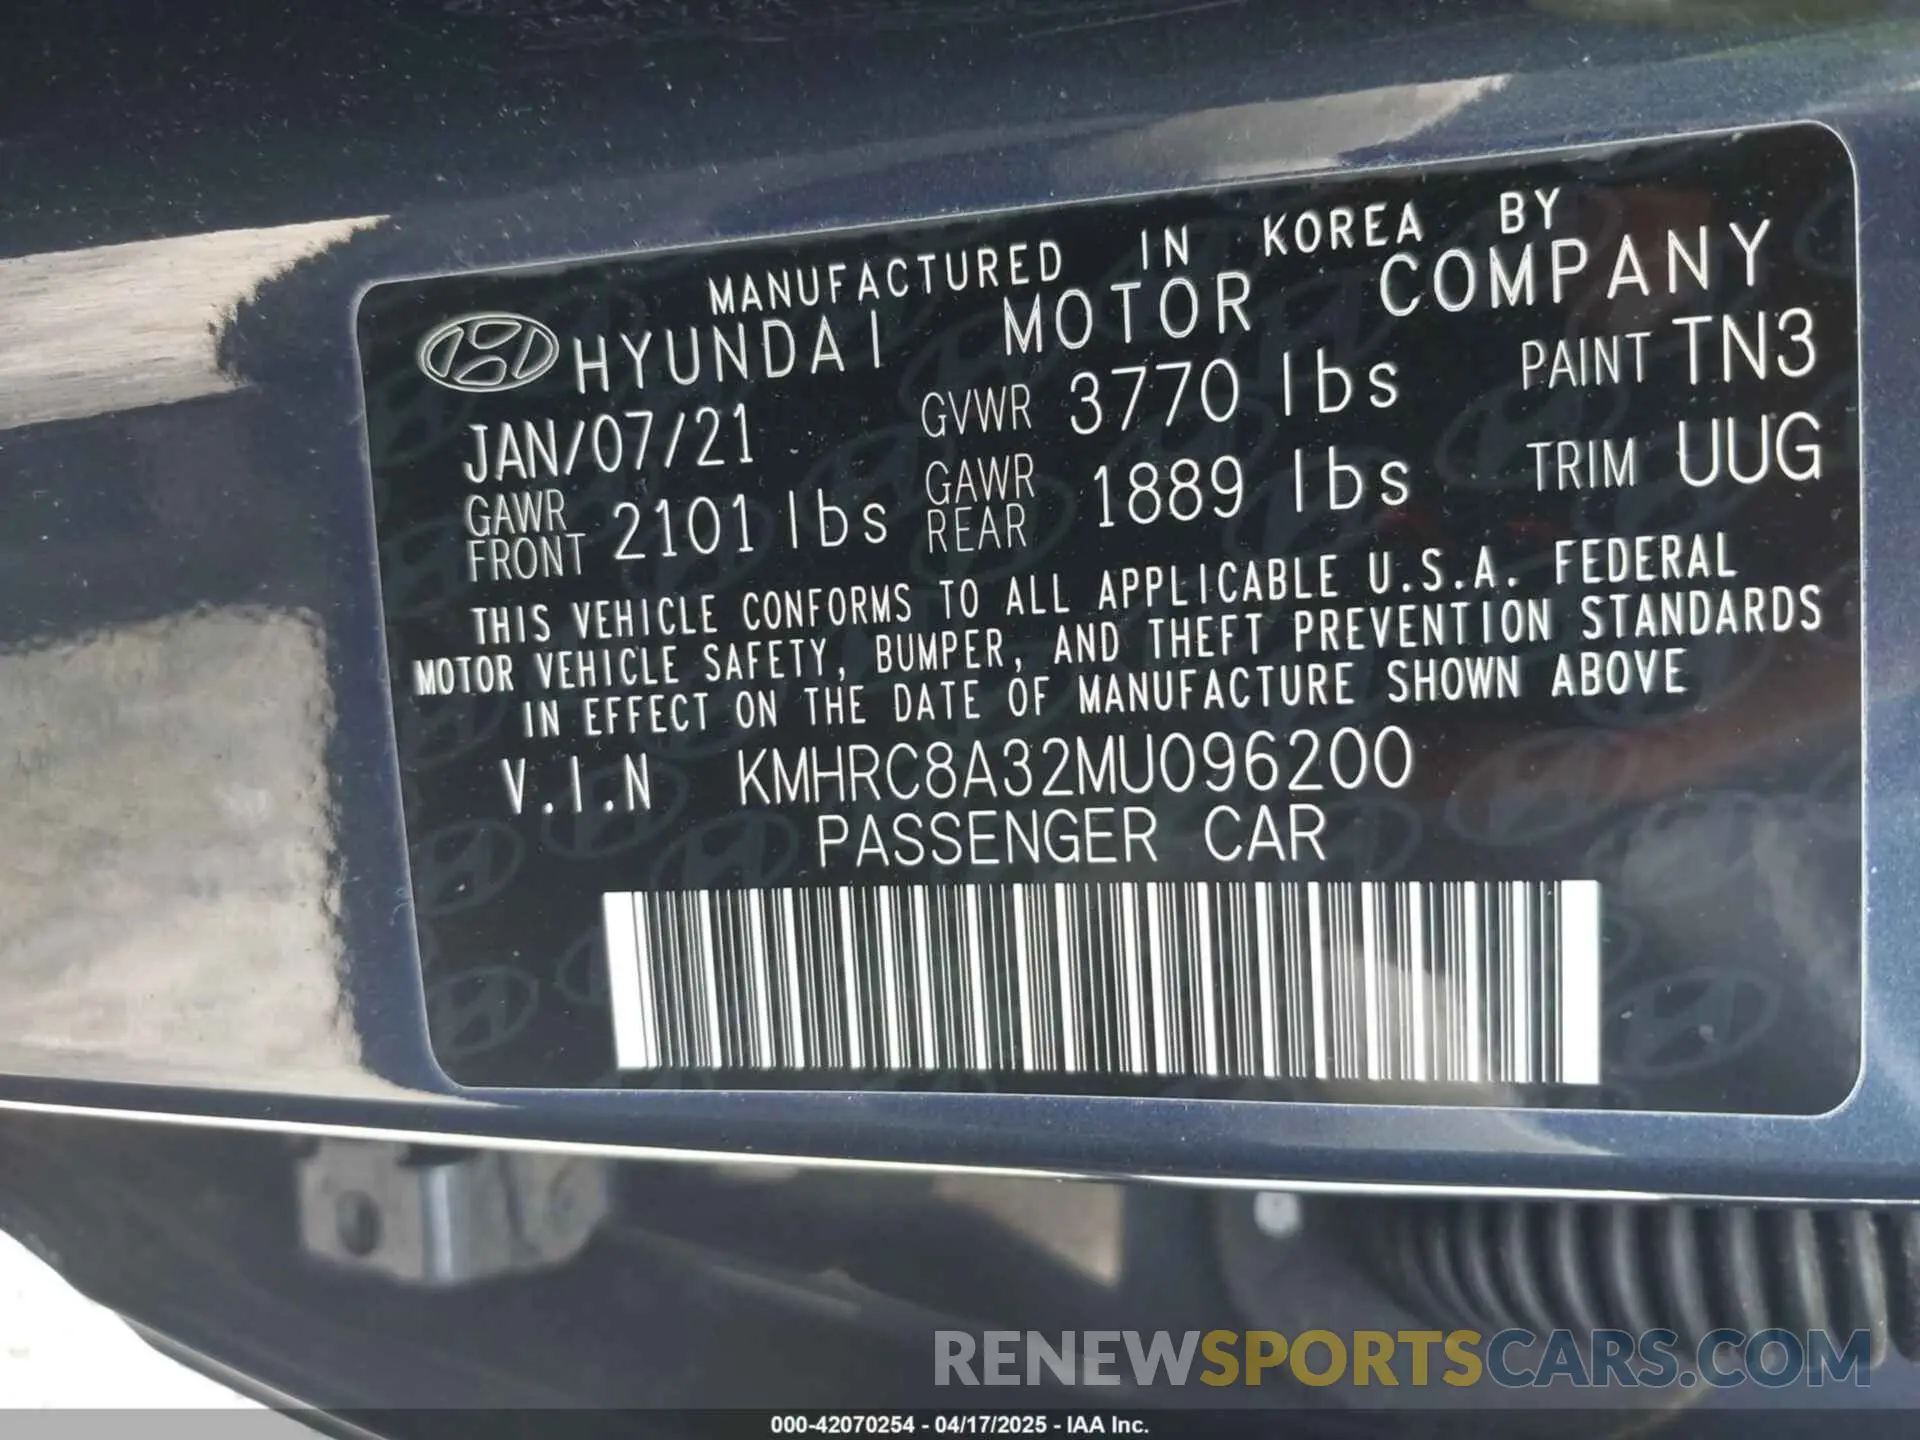 MANUFACTURED IN KOREA BY
HYUNDAI MOTOR COMPANY
JAN/07/21 GVWR 3770 lbs PAINT TN3
GAWR FRONT 2101 lbs GAWR REAR 1889 lbs TRIM UUG
THIS VEHICLE CONFORMS TO ALL APPLICABLE U.S.A. FEDERAL
MOTOR VEHICLE SAFETY, BUMPER, AND THEFT PREVENTION STANDARDS
IN EFFECT ON THE DATE OF MANUFACTURE SHOWN ABOVE
V.I.N KMHRC8A32MU096200
PASSENGER CAR
RENEWSPORTSCARS.COM
000-42070254 - 04/17/2025 - IAA Inc.